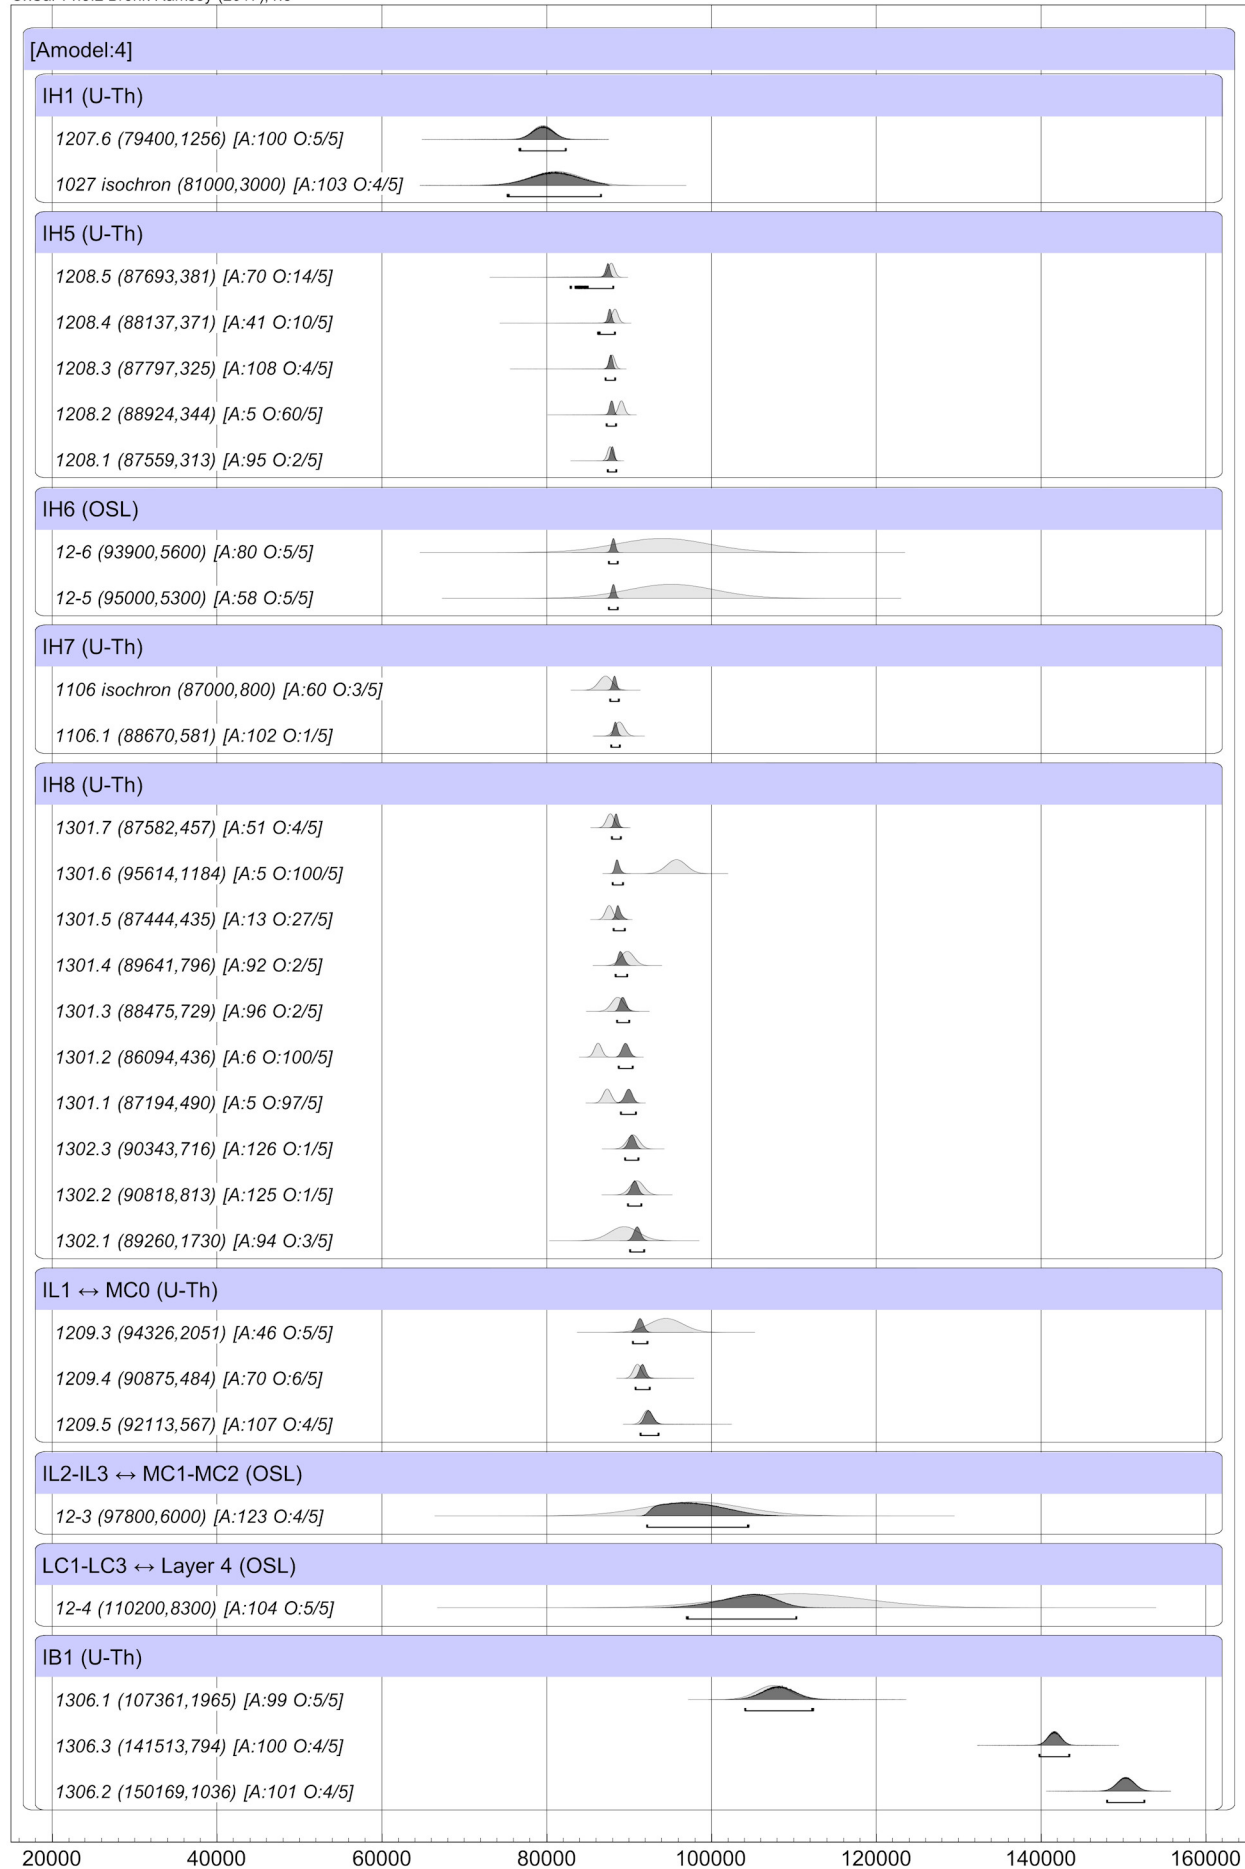 [Amodel:4]
IH1 (U-Th)
1207.6 (79400,1256) [A:100 O:5/5]
1027 isochron (81000,3000) [A:103 O:4/5]
IH5 (U-Th)
1208.5 (87693,381) [A:70 O:14/5]
1208.4 (88137,371) [A:41 O:10/5]
1208.3 (87797,325) [A:108 O:4/5]
1208.2 (88924,344) [A:5 O:60/5]
1208.1 (87559,313) [A:95 O:2/5]
IH6 (OSL)
12-6 (93900,5600) [A:80 O:5/5]
12-5 (95000,5300) [A:58 O:5/5]
IH7 (U-Th)
1106 isochron (87000,800) [A:60 O:3/5]
1106.1 (88670,581) [A:102 O:1/5]
IH8 (U-Th)
1301.7 (87582,457) [A:51 O:4/5]
1301.6 (95614,1184) [A:5 O:100/5]
1301.5 (87444,435) [A:13 O:27/5]
1301.4 (89641,796) [A:92 O:2/5]
1301.3 (88475,729) [A:96 O:2/5]
1301.2 (86094,436) [A:6 O:100/5]
1301.1 (87194,490) [A:5 O:97/5]
1302.3 (90343,716) [A:126 O:1/5]
1302.2 (90818,813) [A:125 O:1/5]
1302.1 (89260,1730) [A:94 O:3/5]
IL1 ↔ MC0 (U-Th)
1209.3 (94326,2051) [A:46 O:5/5]
1209.4 (90875,484) [A:70 O:6/5]
1209.5 (92113,567) [A:107 O:4/5]
IL2-IL3 ↔ MC1-MC2 (OSL)
12-3 (97800,6000) [A:123 O:4/5]
LC1-LC3 ↔ Layer 4 (OSL)
12-4 (110200,8300) [A:104 O:5/5]
IB1 (U-Th)
1306.1 (107361,1965) [A:99 O:5/5]
1306.3 (141513,794) [A:100 O:4/5]
1306.2 (150169,1036) [A:101 O:4/5]
20000 40000 60000 80000 100000 120000 140000 160000